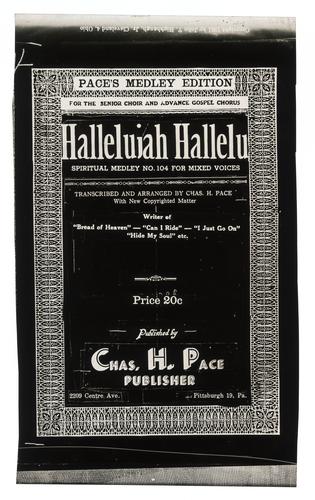 PACE'S MEDLEY EDITION
FOR THE SENIOR CHOIR AND ADVANCE GOSPEL CHORUS
Halleluiah Hallelu
SPIRITUAL MEDLEY NO. 104 FOR MIXED VOICES
TRANSCRIBED AND ARRANGED BY CHAS. H. PACE
With New Copyrighted Matter
Writer of
"Bread of Heaven" — "Can I Ride" — "I Just Go On"
"Hide My Soul" etc.
Price 20c
Published by
CHAS. H. PACE
PUBLISHER
2209 Centre Ave. Pittsburgh 19, Pa.